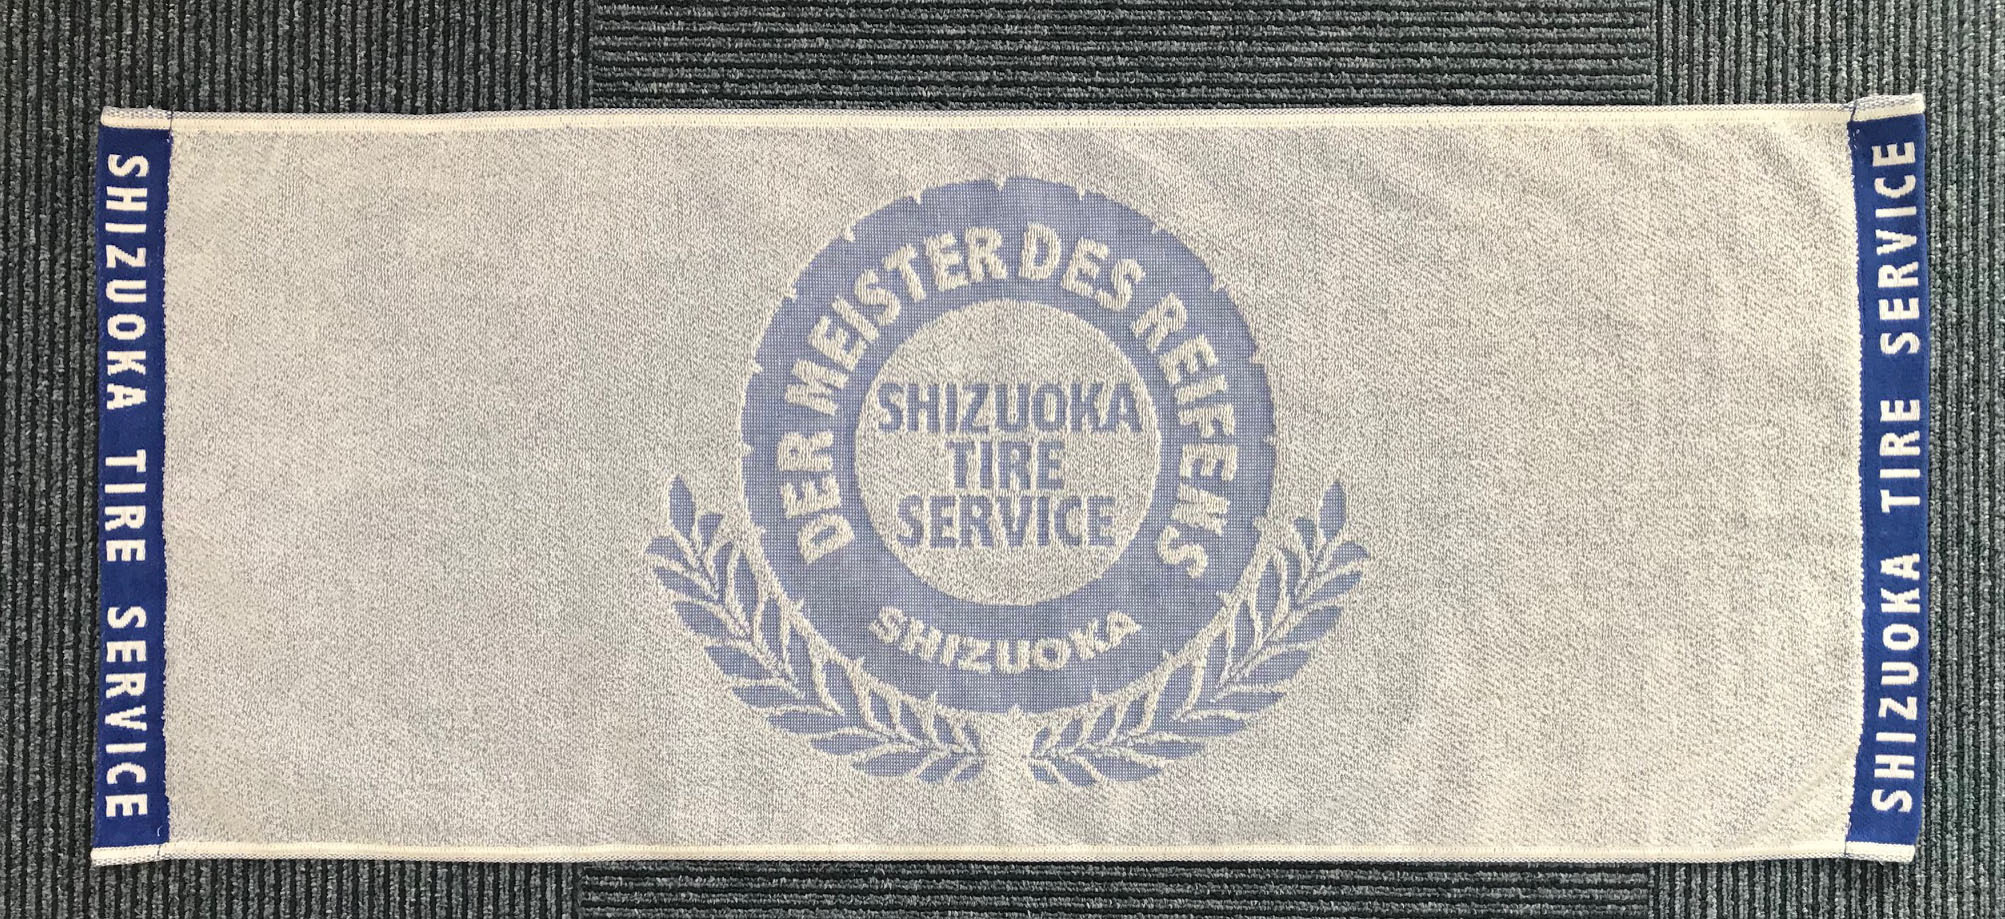 SHIZUOKA TIRE SERVICE
DER MEISTER DES REIFENS
SHIZUOKA
TIRE
SERVICE
SHIZUOKA
SHIZUOKA TIRE SERVICE